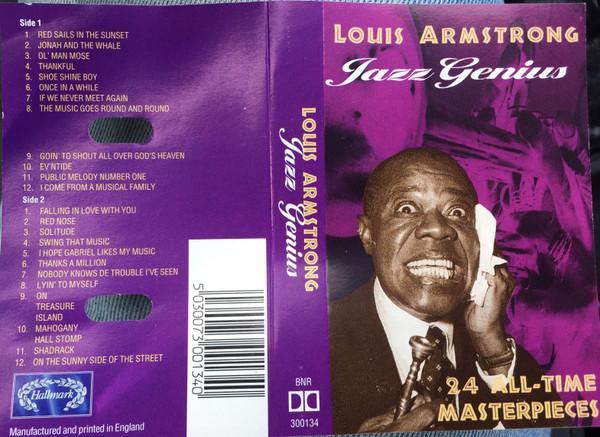 Side 1
1. RED SAILS IN THE SUNSET
2. JONAH AND THE WHALE
3. OL' MAN MOSE
4. THANKFUL
5. SHOE SHINE BOY
6. ONCE IN A WHILE
7. IF WE NEVER MEET AGAIN
8. THE MUSIC GOES ROUND AND ROUND
9. GOIN' TO SHOUT ALL OVER GOD'S HEAVEN
10. EV'NTIDE
11. PUBLIC MELODY NUMBER ONE
12. I COME FROM A MUSICAL FAMILY
Side 2
1. FALLING IN LOVE WITH YOU
2. RED NOSE
3. SOLITUDE
4. SWING THAT MUSIC
5. I HOPE GABRIEL LIKES MY MUSIC
6. THANKS A MILLION
7. NOBODY KNOWS DE TROUBLE I'VE SEEN
8. LYIN' TO MYSELF
9. ON
TREASURE
ISLAND
10. MAHOGANY
HALL STOMP
11. SHADRACK
12. ON THE SUNNY SIDE OF THE STREET
Hallmark
Manufactured and printed in England
5 030073 001340
LOUIS ARMSTRONG
Jazz Genius
BNR
300134
LOUIS ARMSTRONG
Jazz Genius
24 ALL-TIME
MASTERPIECES